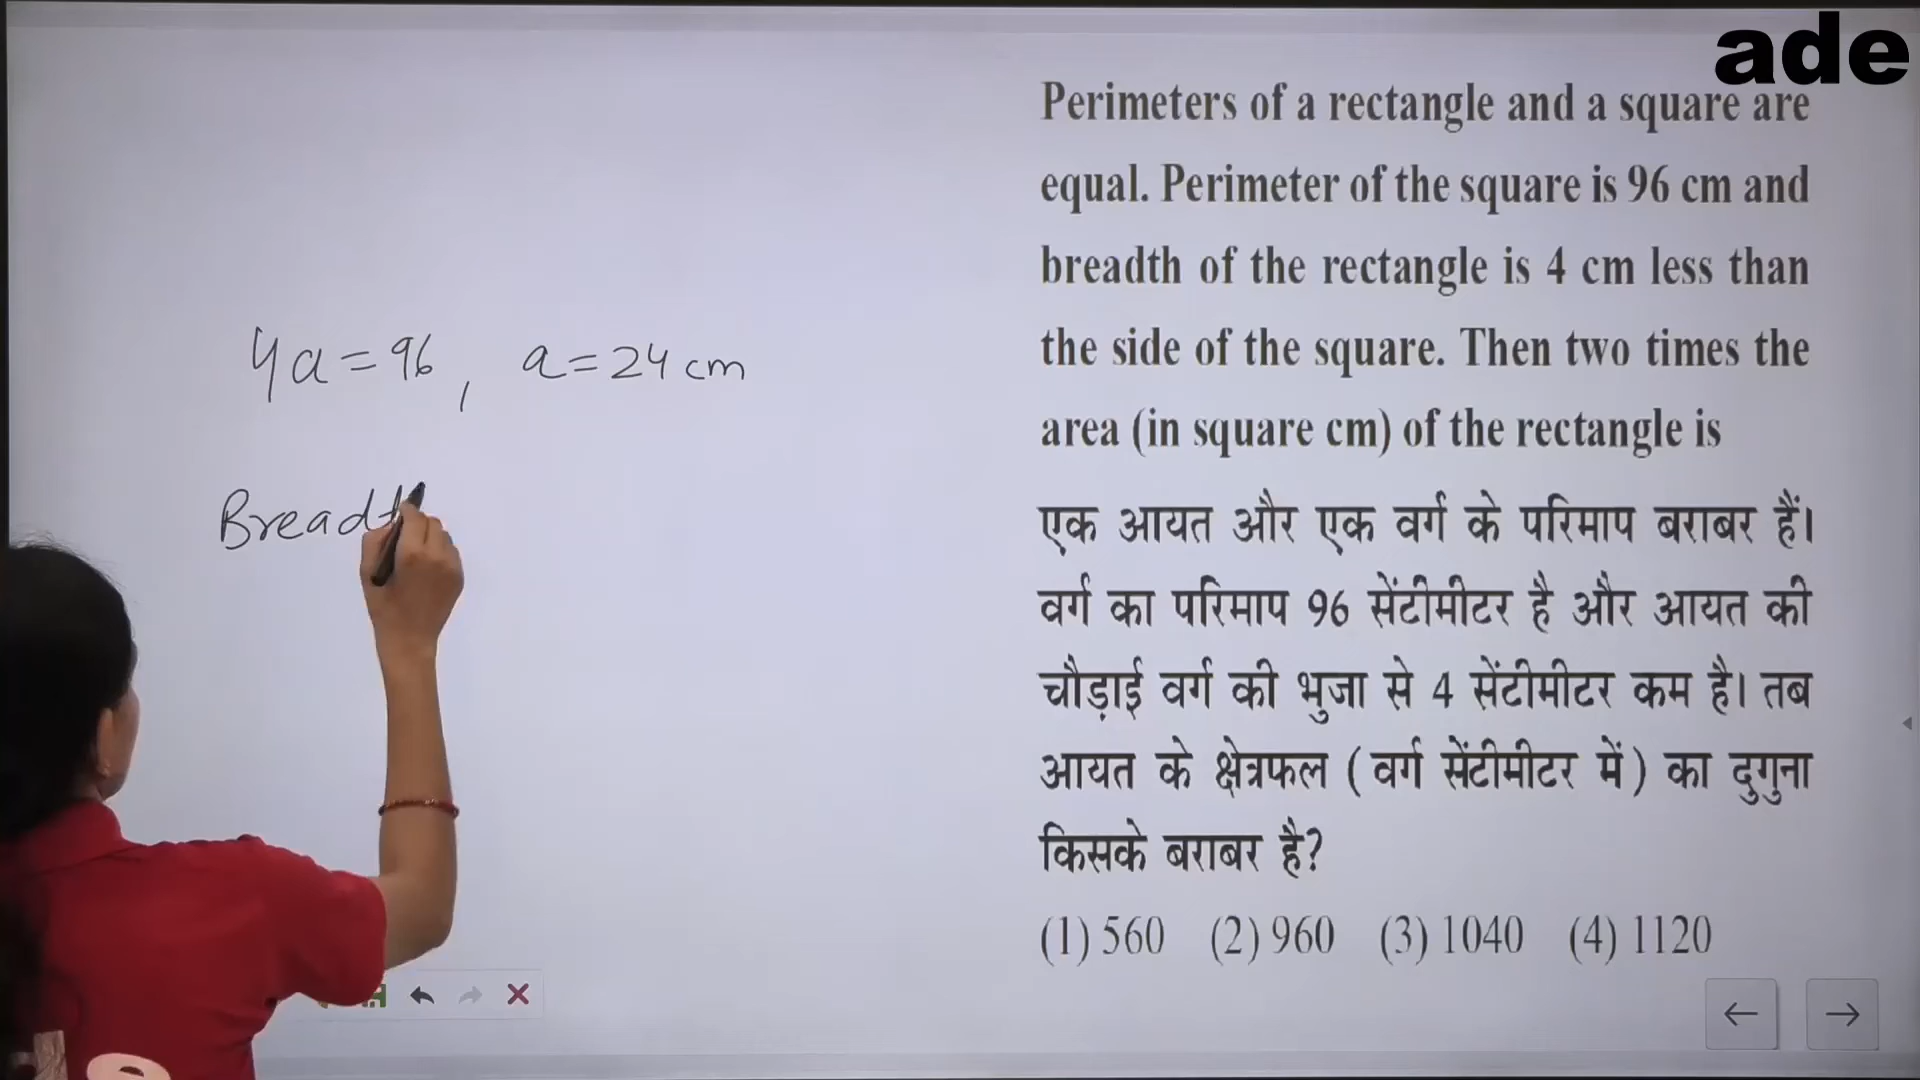 ade
Perimeters of a rectangle and a square are
equal. Perimeter of the square is 96 cm and
breadth of the rectangle is 4 cm less than
the side of the square. Then two times the
area (in square cm) of the rectangle is
एक आयत और एक वर्ग के परिमाप बराबर हैं।
वर्ग का परिमाप 96 सेंटीमीटर है और आयत की
चौड़ाई वर्ग की भुजा से 4 सेंटीमीटर कम है। तब
आयत के क्षेत्रफल (वर्ग सेंटीमीटर में) का दुगुना
किसके बराबर है?
(1) 560 (2) 960 (3) 1040 (4) 1120
4a = 96, a = 24 cm